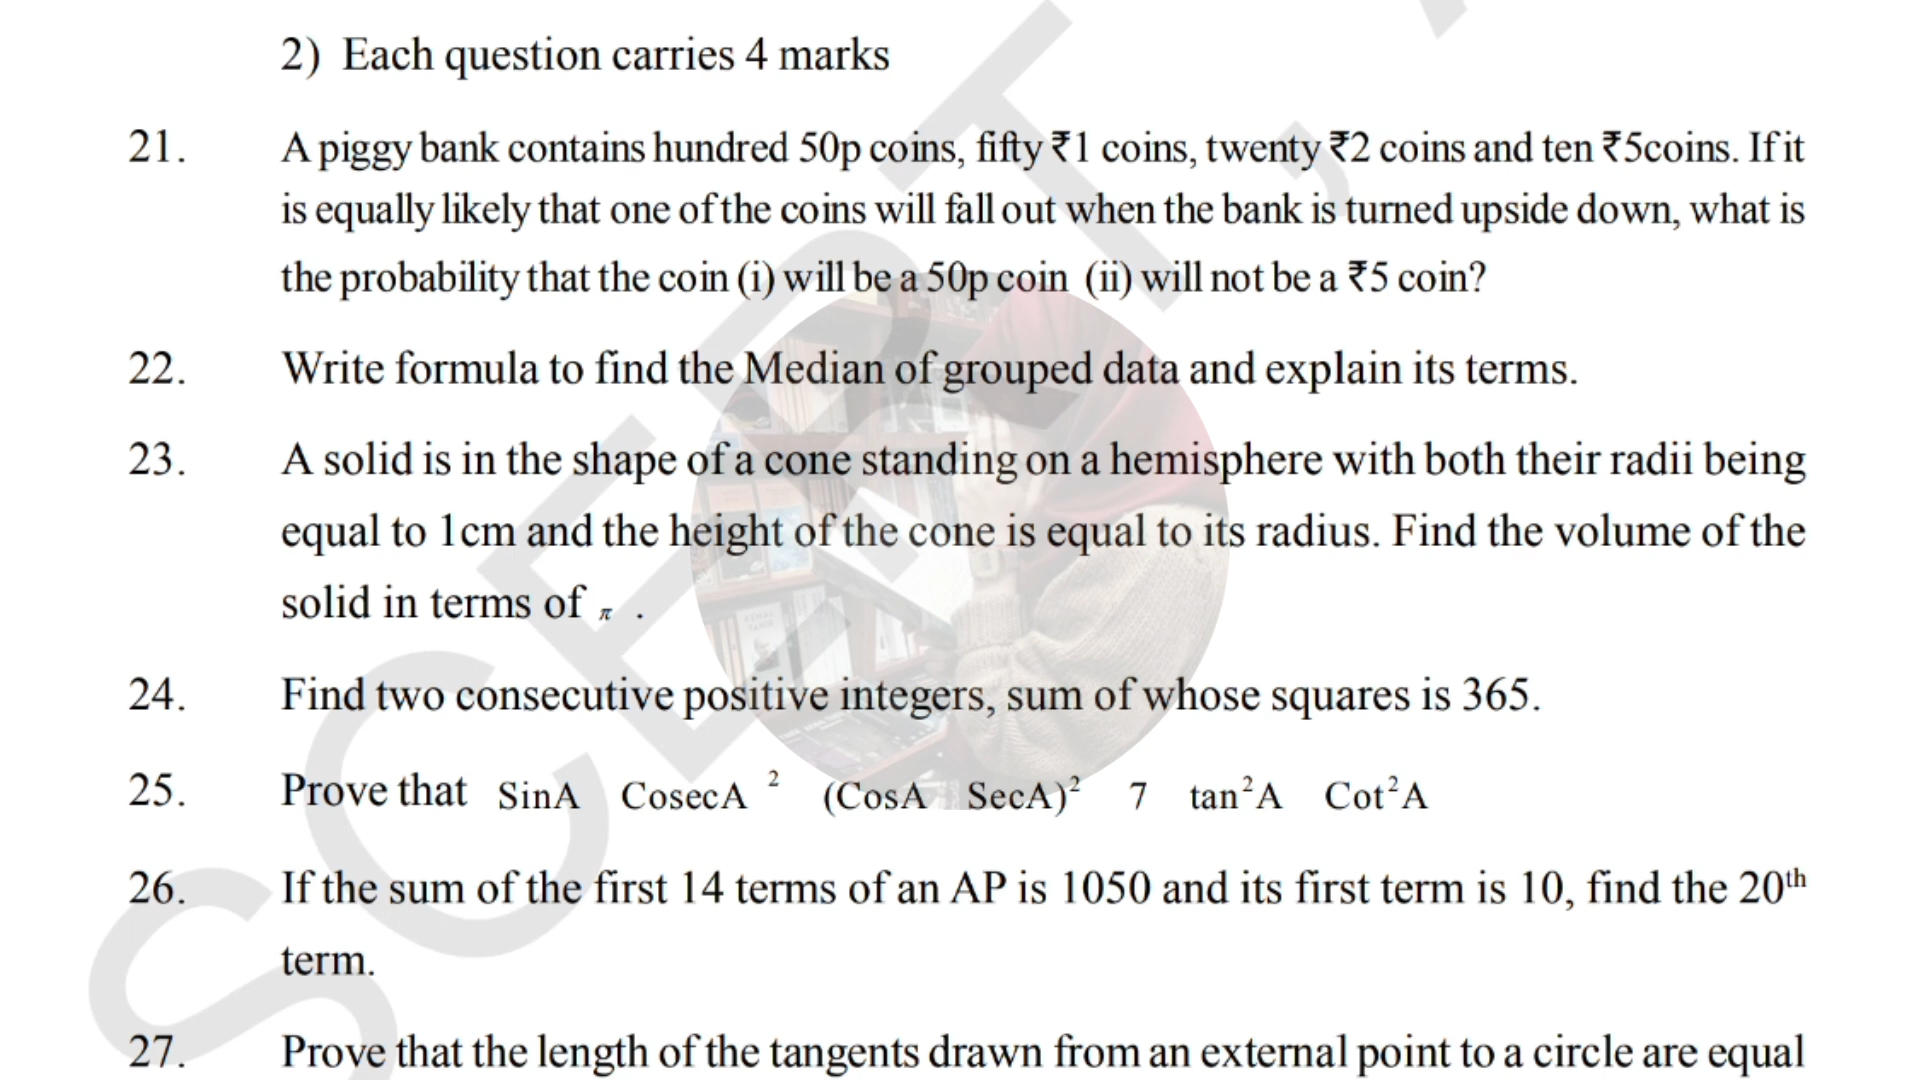 2) Each question carries 4 marks
21. A piggy bank contains hundred 50p coins, fifty ₹1 coins, twenty ₹2 coins and ten ₹5coins. If it
is equally likely that one of the coins will fall out when the bank is turned upside down, what is
the probability that the coin (i) will be a 50p coin (ii) will not be a ₹5 coin?
22. Write formula to find the Median of grouped data and explain its terms.
23. A solid is in the shape of a cone standing on a hemisphere with both their radii being
equal to 1cm and the height of the cone is equal to its radius. Find the volume of the
solid in terms of π .
24. Find two consecutive positive integers, sum of whose squares is 365.
25. Prove that SinA CosecA ² (CosA SecA)² 7 tan²A Cot²A
26. If the sum of the first 14 terms of an AP is 1050 and its first term is 10, find the 20th
term.
27. Prove that the length of the tangents drawn from an external point to a circle are equal
SCERT,